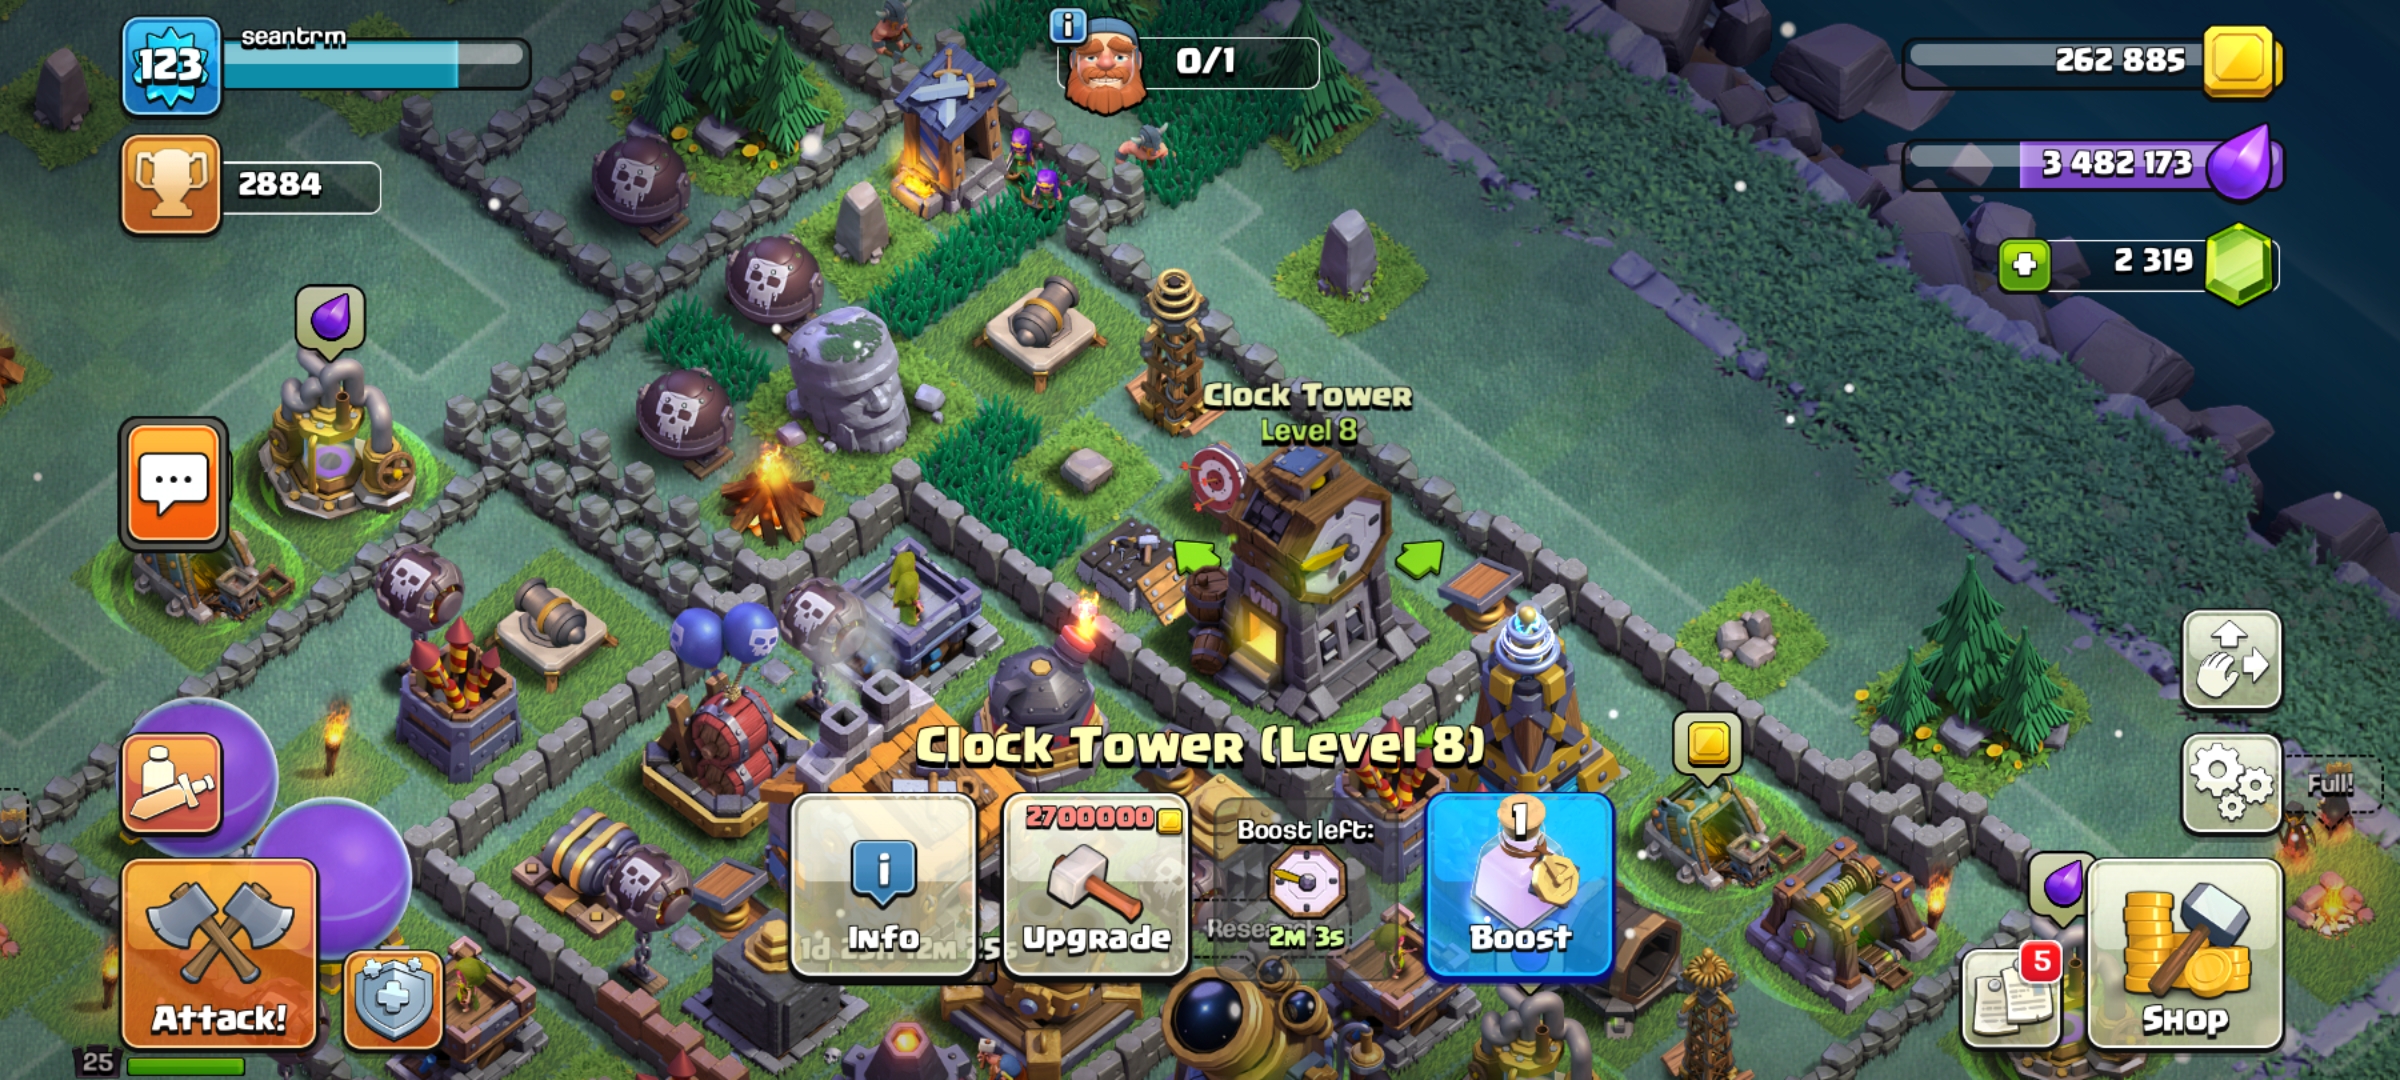 123
seantrm
i
0/1
262 885
2884
3 482 173
2 319
Clock Tower
Level 8
VIII
Clock Tower (Level 8)
Full!
Info
2700000
Upgrade
Boost left:
2m 3s
1
Boost
Attack!
5
Shop
25